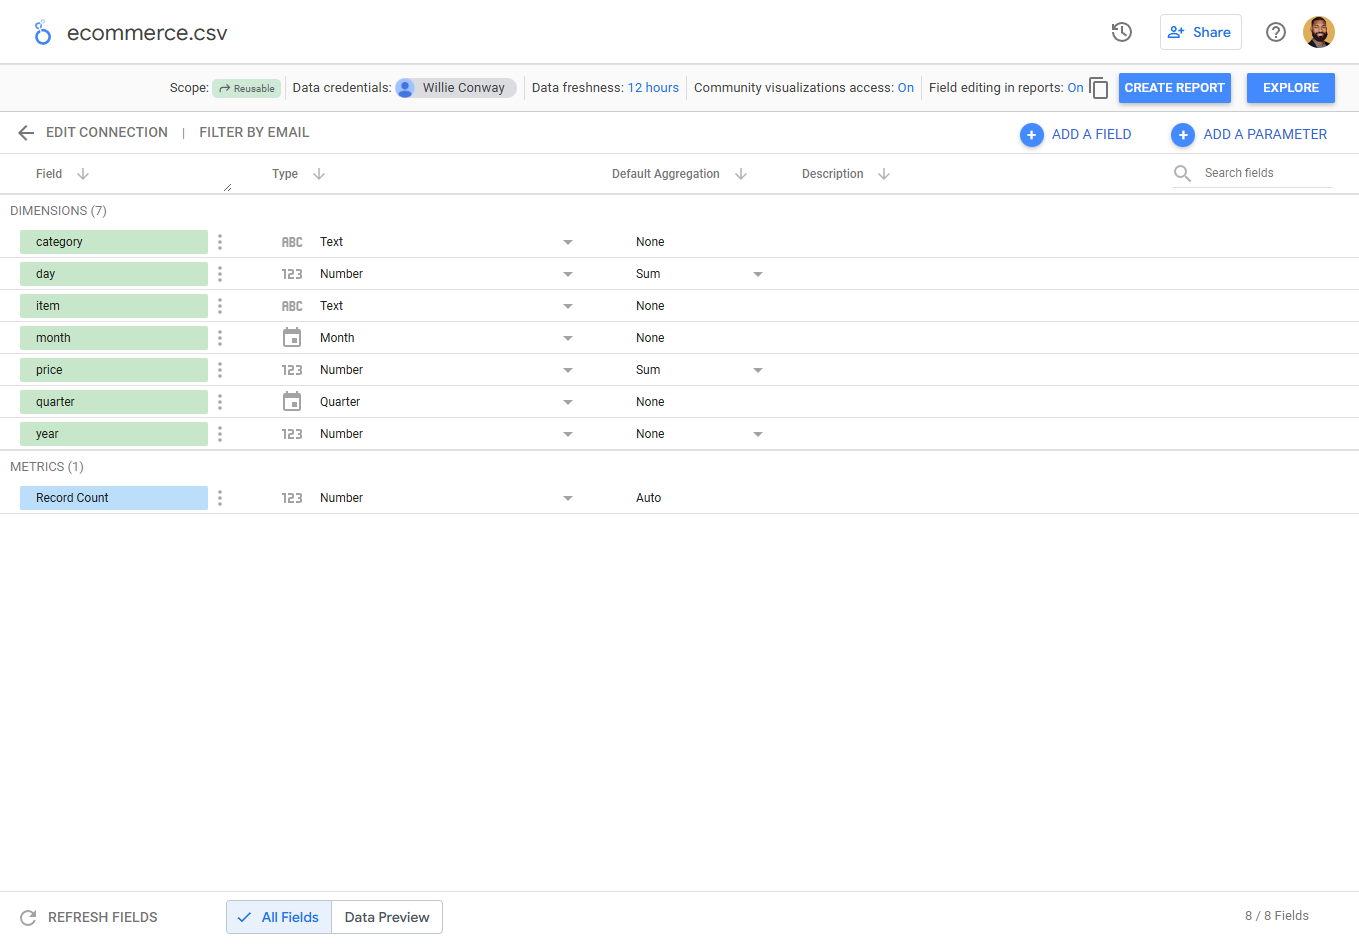 ecommerce.csv
Share
Scope: Reusable Data credentials: Willie Conway Data freshness: 12 hours Community visualizations access: On Field editing in reports: On CREATE REPORT EXPLORE
EDIT CONNECTION | FILTER BY EMAIL ADD A FIELD ADD A PARAMETER
Field Type Default Aggregation Description Search fields
DIMENSIONS (7)
category ABC Text None
day 123 Number Sum
item ABC Text None
month Month None
price 123 Number Sum
quarter Quarter None
year 123 Number None
METRICS (1)
Record Count 123 Number Auto
REFRESH FIELDS All Fields Data Preview 8 / 8 Fields